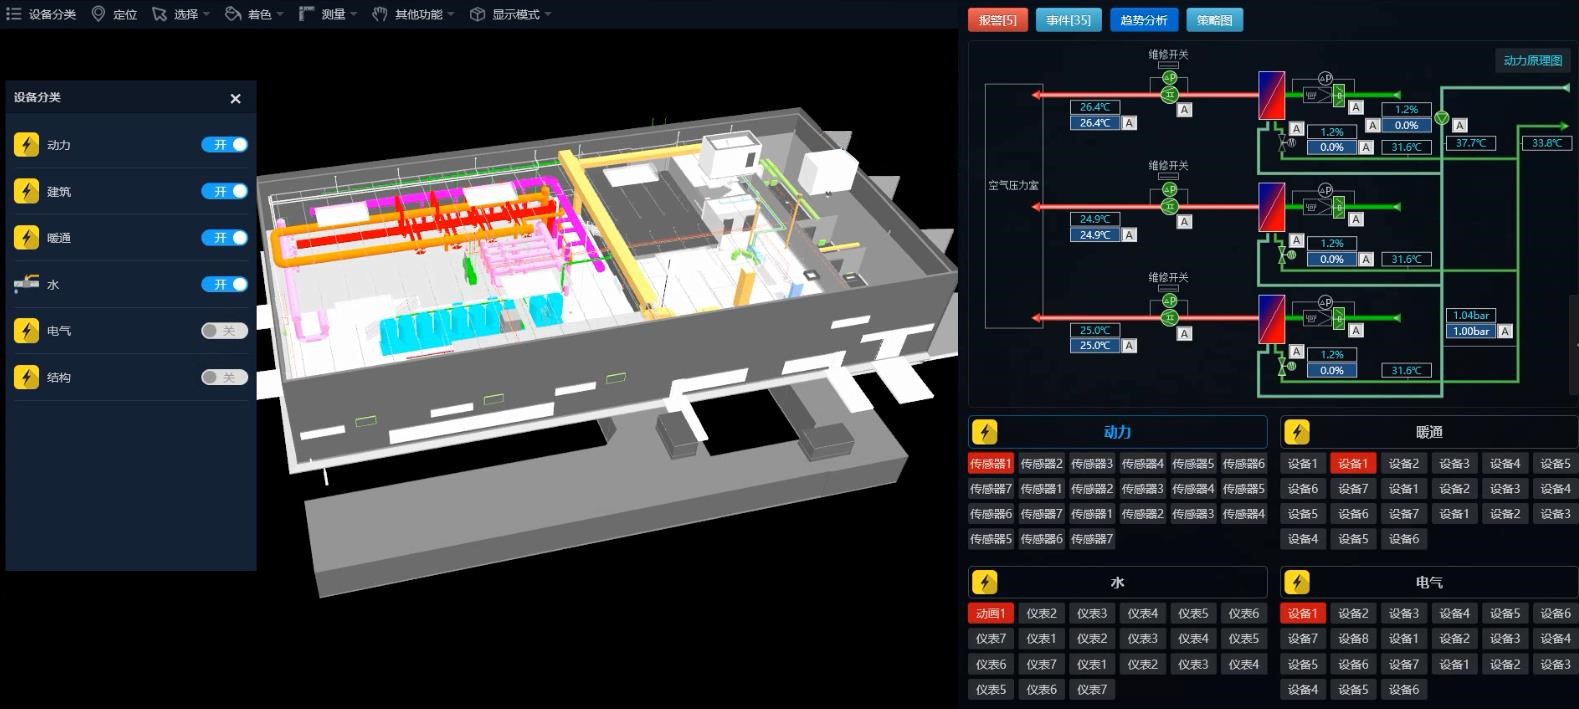 设备分类 定位 选择 着色 测量 其他功能 显示模式
设备分类
动力 开
建筑 开
暖通 开
水 开
电气 关
结构 关
报警[5] 事件[35] 趋势分析 策略图
动力原理图
空气压力室
维修开关
ΔP
ΔP
26.4℃
26.4℃ A
A
A
1.2%
A 0.0% A
A
1.2%
0.0% A
31.6℃
37.7℃
33.8℃
维修开关
ΔP
ΔP
24.9℃
24.9℃ A
A
A
A
1.2%
0.0% A
31.6℃
维修开关
ΔP
ΔP
25.0℃
25.0℃ A
A
A
A
1.2%
0.0%
31.6℃
1.04bar
1.00bar A
动力
传感器1 传感器2 传感器3 传感器4 传感器5 传感器6
传感器7 传感器1 传感器2 传感器3 传感器4 传感器5
传感器6 传感器7 传感器1 传感器2 传感器3 传感器4
传感器5 传感器6 传感器7
暖通
设备1 设备1 设备2 设备3 设备4 设备5
设备6 设备7 设备1 设备2 设备3 设备4
设备5 设备6 设备7 设备1 设备2 设备3
设备4 设备5 设备6
水
动画1 仪表2 仪表3 仪表4 仪表5 仪表6
仪表7 仪表1 仪表2 仪表3 仪表4 仪表5
仪表6 仪表7 仪表1 仪表2 仪表3 仪表4
仪表5 仪表6 仪表7
电气
设备1 设备2 设备3 设备4 设备5 设备6
设备7 设备8 设备1 设备2 设备3 设备4
设备5 设备6 设备7 设备1 设备2 设备3
设备4 设备5 设备6